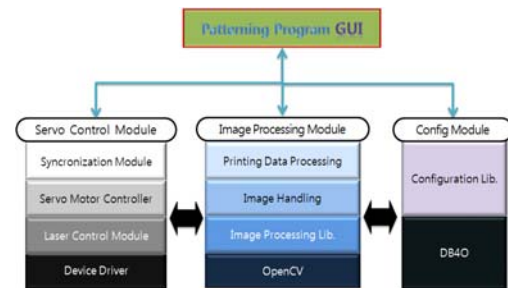 Patterning Program GUI
Servo Control Module
Syncronization Module
Servo Motor Controller
Laser Control Module
Device Driver
Image Processing Module
Printing Data Processing
Image Handling
Image Processing Lib.
OpenCV
Config Module
Configuration Lib.
DB4O